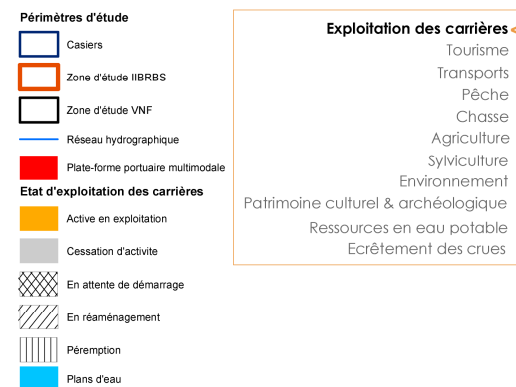 Périmètres d'étude
Casiers
Zone d'étude IIBRBS
Zone d'étude VNF
Réseau hydrographique
Plate-forme portuaire multimodale
Etat d'exploitation des carrières
Active en exploitation
Cessation d'activite
En attente de démarrage
En réaménagement
Péremption
Plans d'eau
Exploitation des carrières
Tourisme
Transports
Pêche
Chasse
Agriculture
Sylviculture
Environnement
Patrimoine culturel & archéologique
Ressources en eau potable
Ecrêtement des crues